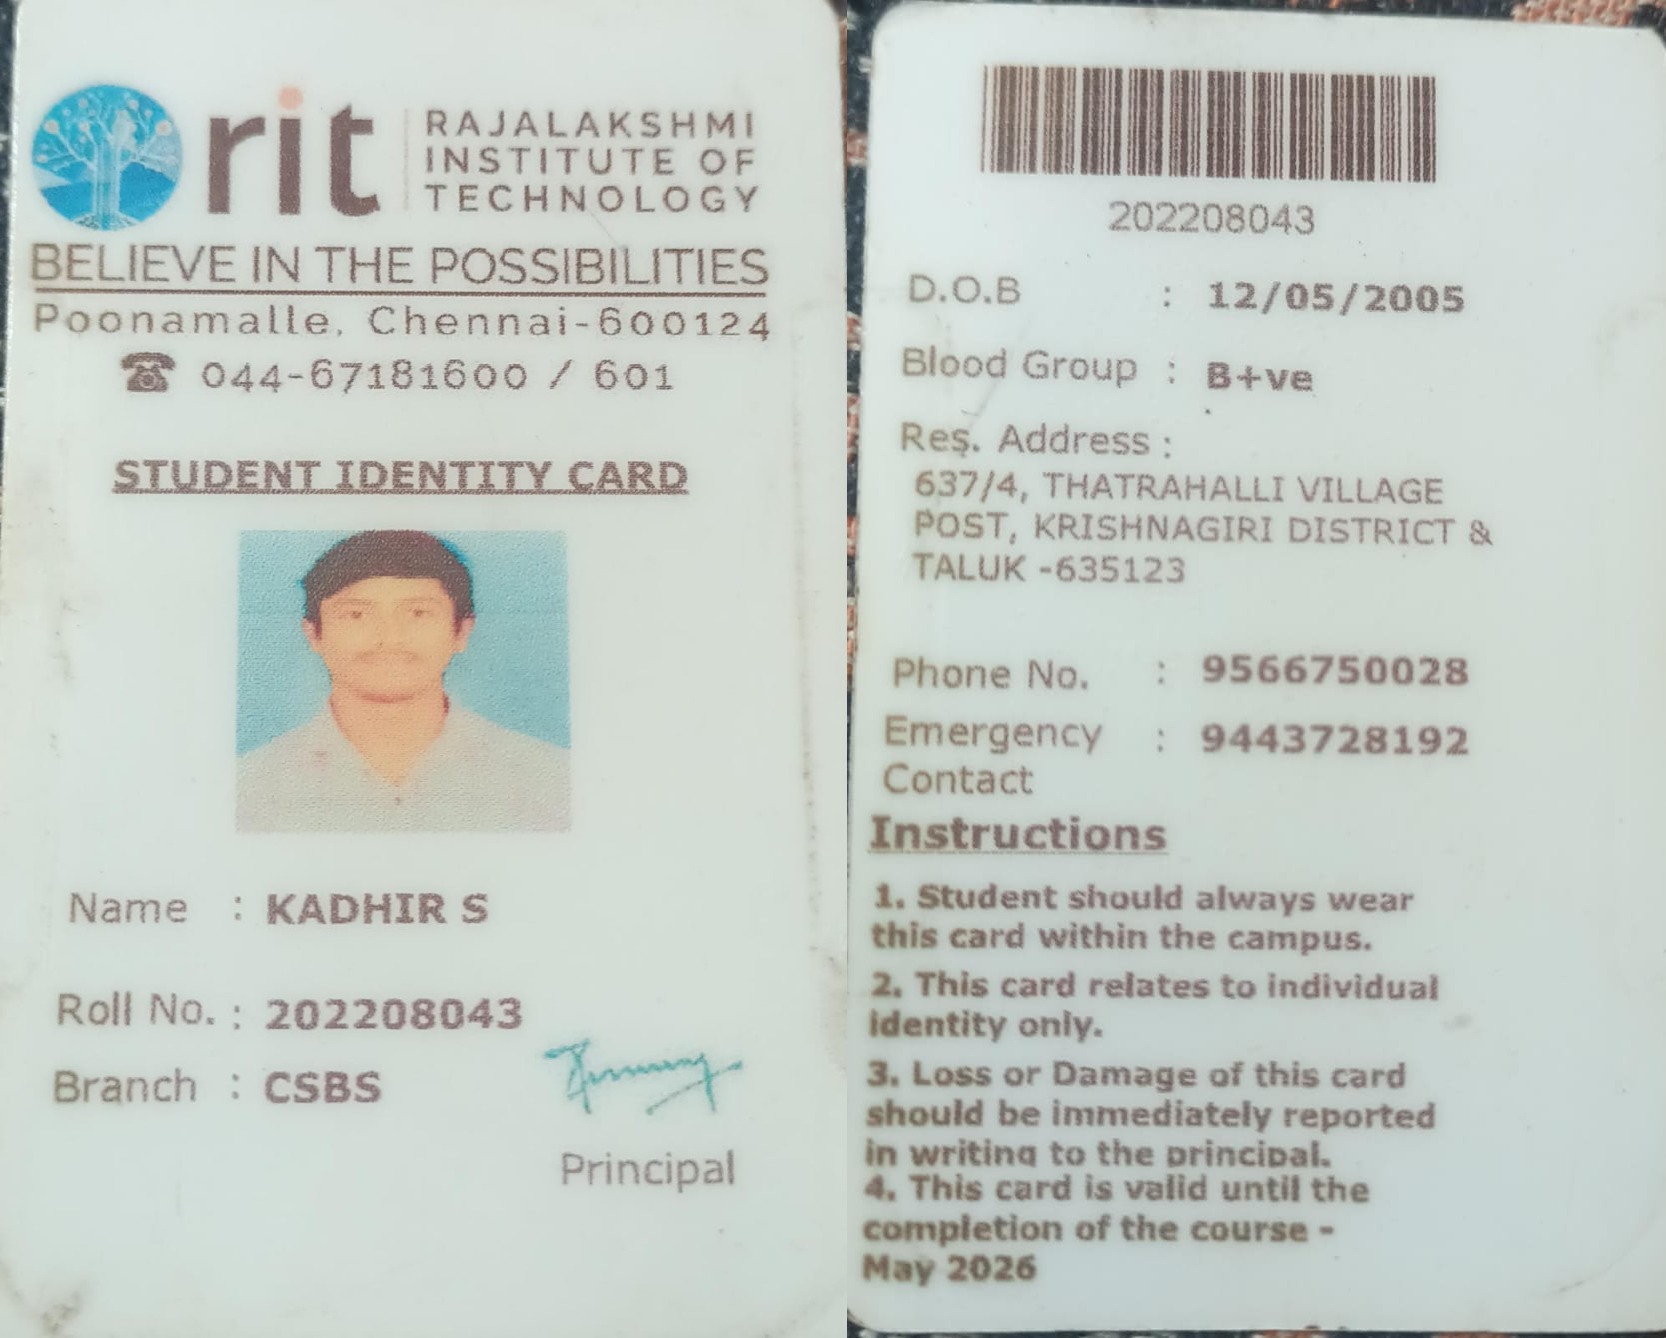 rit
RAJALAKSHMI
INSTITUTE OF
TECHNOLOGY
BELIEVE IN THE POSSIBILITIES
Poonamalle, Chennai-600124
☎ 044-67181600 / 601
STUDENT IDENTITY CARD
Name : KADHIR S
Roll No. : 202208043
Branch : CSBS
Principal
202208043
D.O.B : 12/05/2005
Blood Group : B+ve
Res. Address :
637/4, THATRAHALLI VILLAGE
POST, KRISHNAGIRI DISTRICT &
TALUK -635123
Phone No. : 9566750028
Emergency : 9443728192
Contact
Instructions
1. Student should always wear
this card within the campus.
2. This card relates to individual
identity only.
3. Loss or Damage of this card
should be immediately reported
in writing to the principal.
4. This card is valid until the
completion of the course -
May 2026